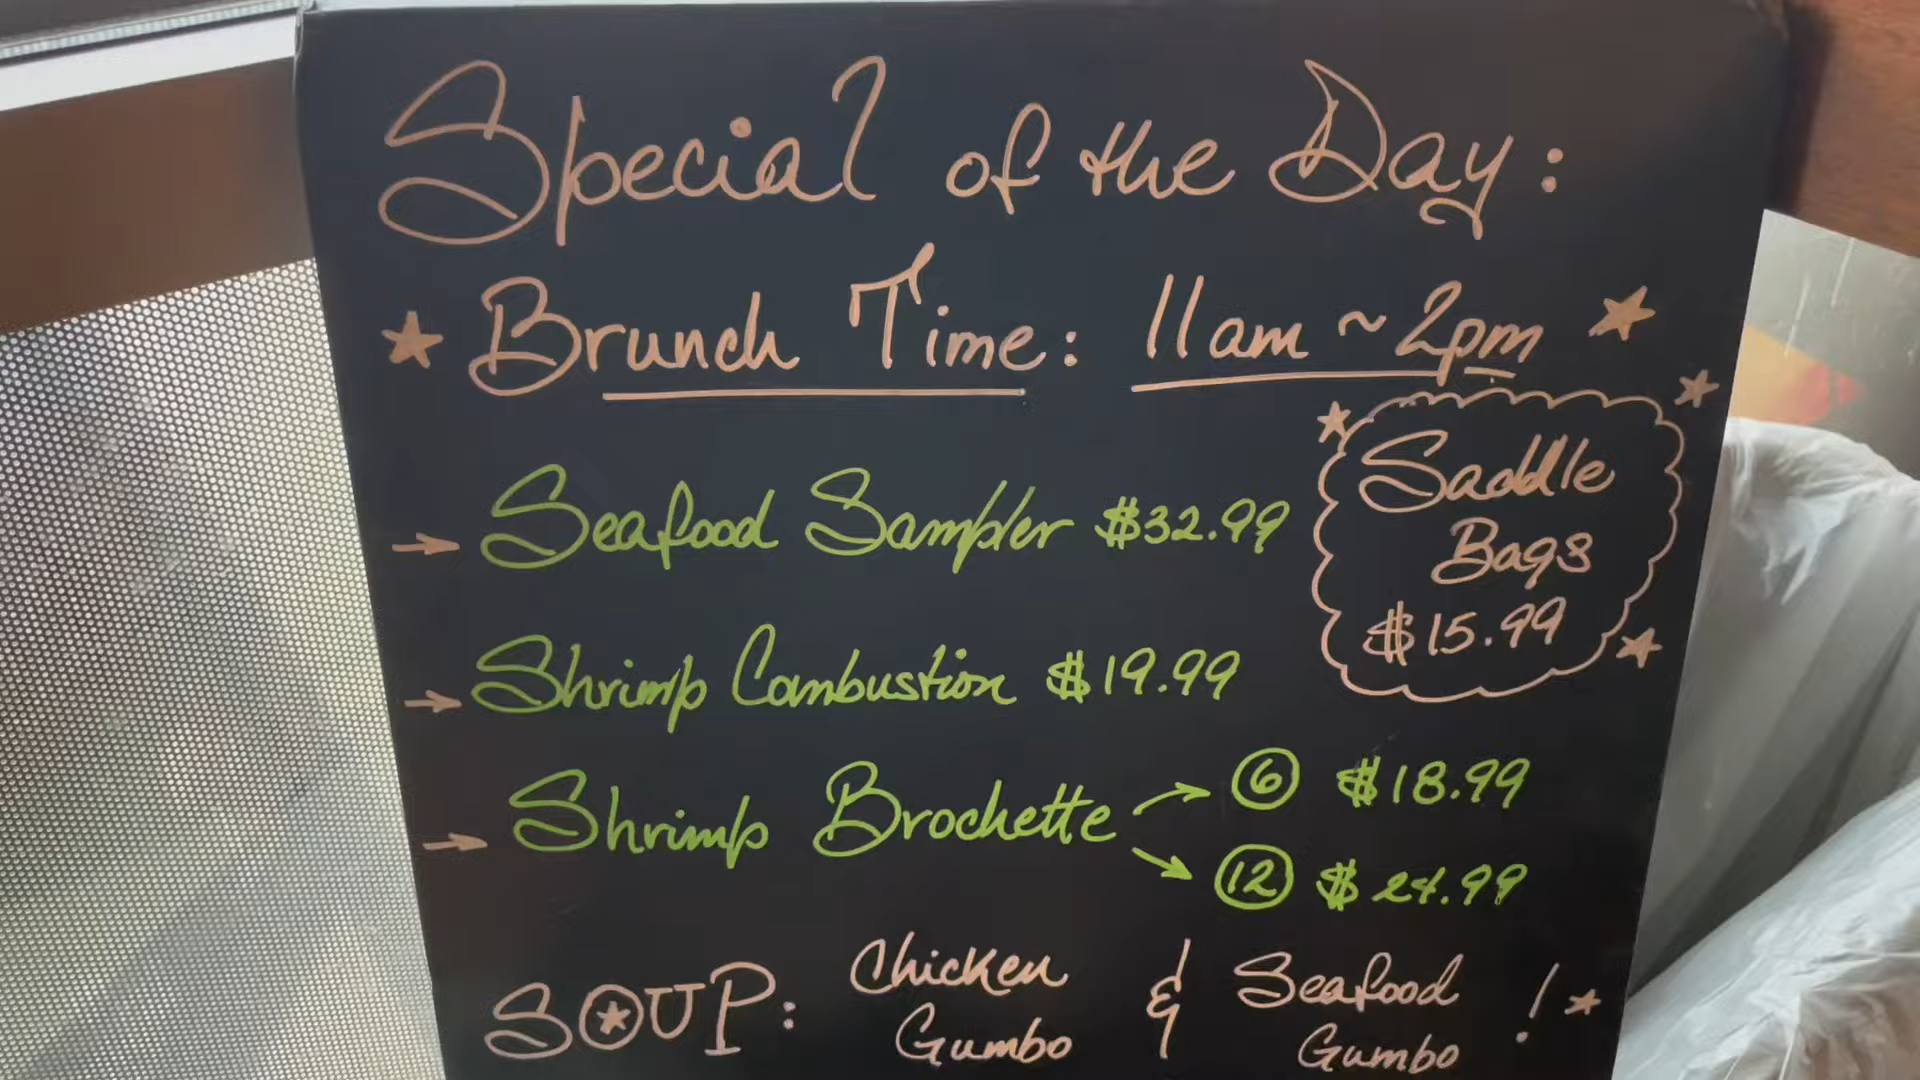 Special of the Day:
★ Brunch Time: 11am ~ 2pm ★
→ Seafood Sampler $32.99
Saddle
Bags
$15.99
→ Shrimp Combustion $19.99
→ Shrimp Brochette → 6 $18.99
→ 12 $24.99
SOUP: Chicken Gumbo & Seafood Gumbo ! ★